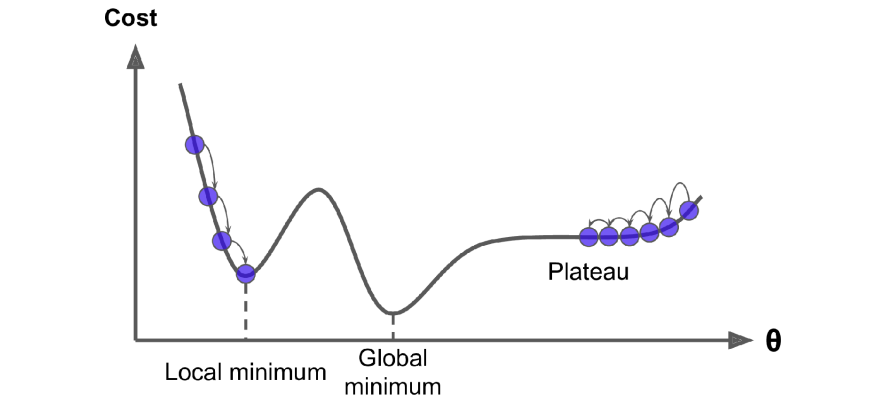 Cost
Plateau
θ
Local minimum
Global
minimum